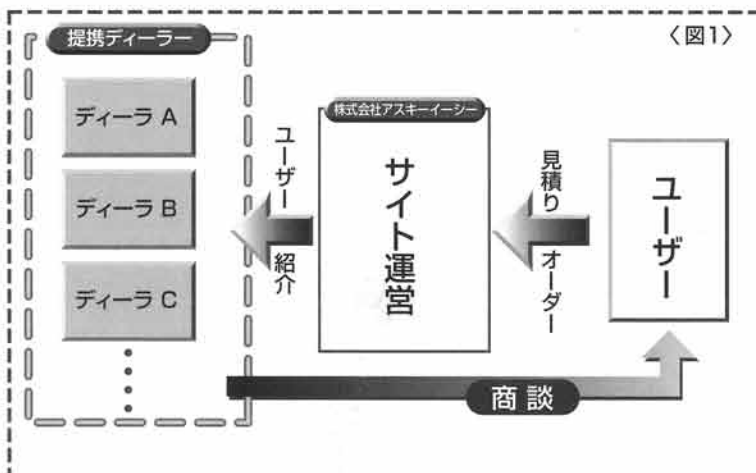 〈図1〉
提携ディーラー
ディーラ A
ディーラ B
ディーラ C
ユーザー紹介
株式会社アスキーイーシー
サイト運営
見積りオーダー
ユーザー
商談